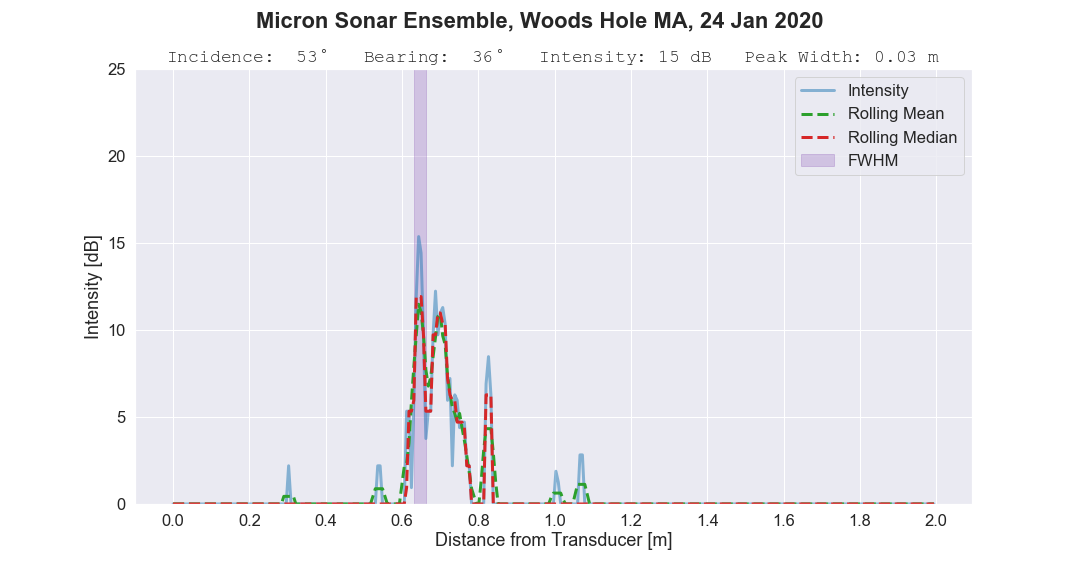 Micron Sonar Ensemble, Woods Hole MA, 24 Jan 2020
Incidence:  53°   Bearing:  36°   Intensity: 15 dB   Peak Width: 0.03 m
25
20
15
10
5
0
Intensity [dB]
Intensity
Rolling Mean
Rolling Median
FWHM
0.0 0.2 0.4 0.6 0.8 1.0 1.2 1.4 1.6 1.8 2.0
Distance from Transducer [m]